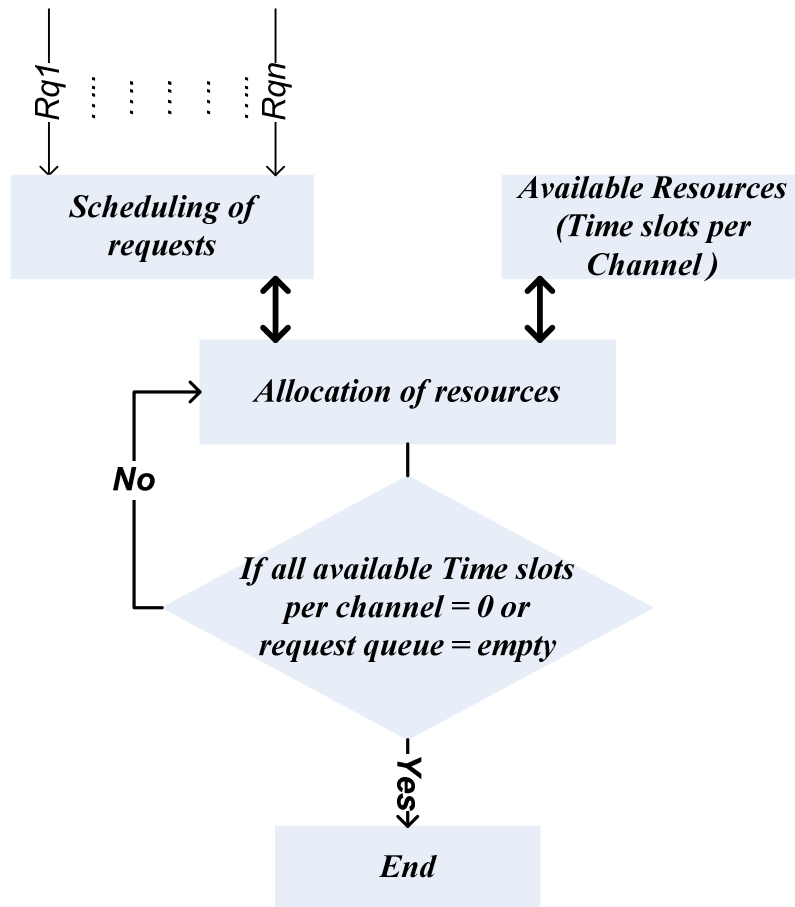 Rq1
Rqn
Scheduling of
requests
Available Resources
(Time slots per
Channel )
Allocation of resources
No
If all available Time slots
per channel = 0 or
request queue = empty
Yes
End